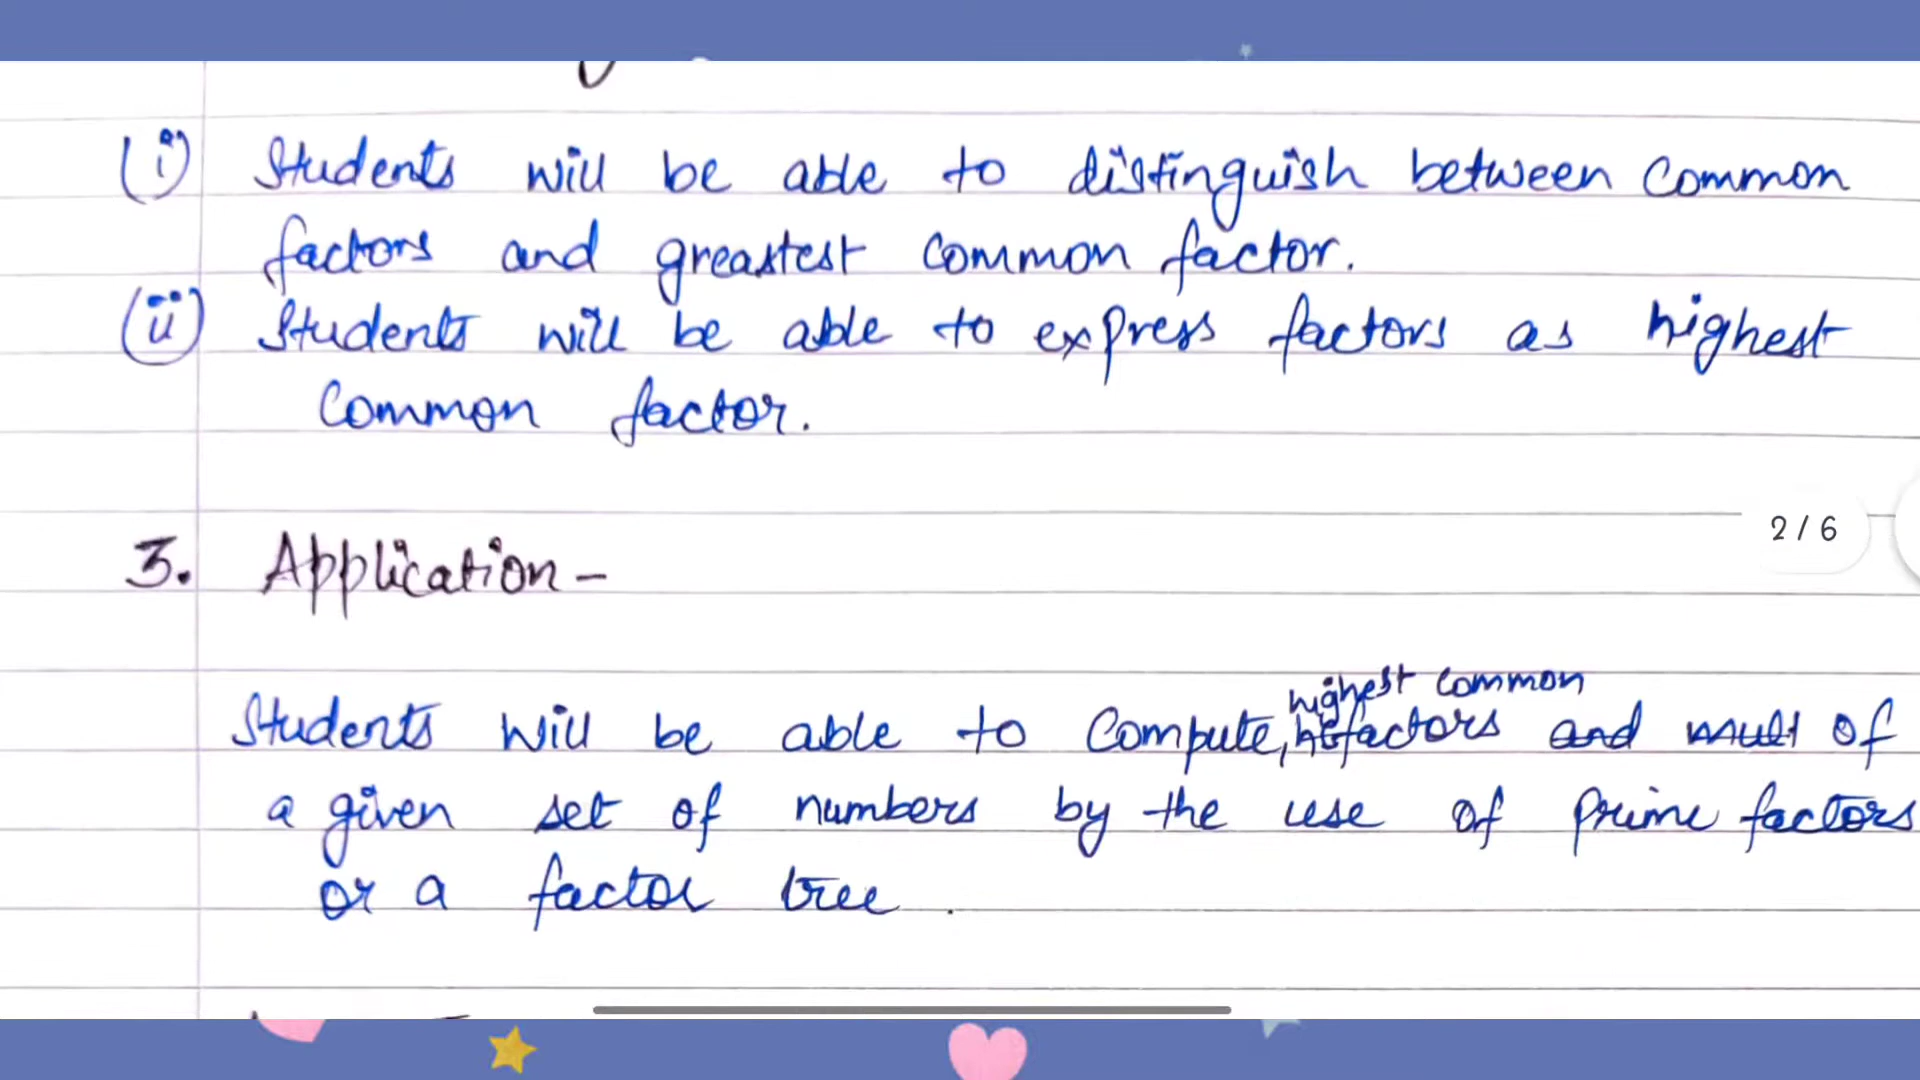 (i) Students will be able to distinguish between common
factors and greastest common factor.
(ii) Students will be able to express factors as highest
common factor.
2 / 6
3. Application -
highest common
Students will be able to Compute, factors and mult of
a given set of numbers by the use of prime factors
or a factor tree.